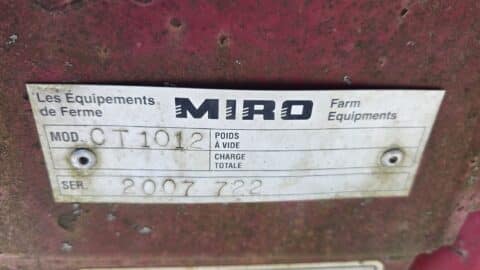 Les Équipements
de Ferme
MIRO
Farm
Equipments
MOD. CT1012
POIDS
À VIDE
CHARGE
TOTALE
SER. 2007 722